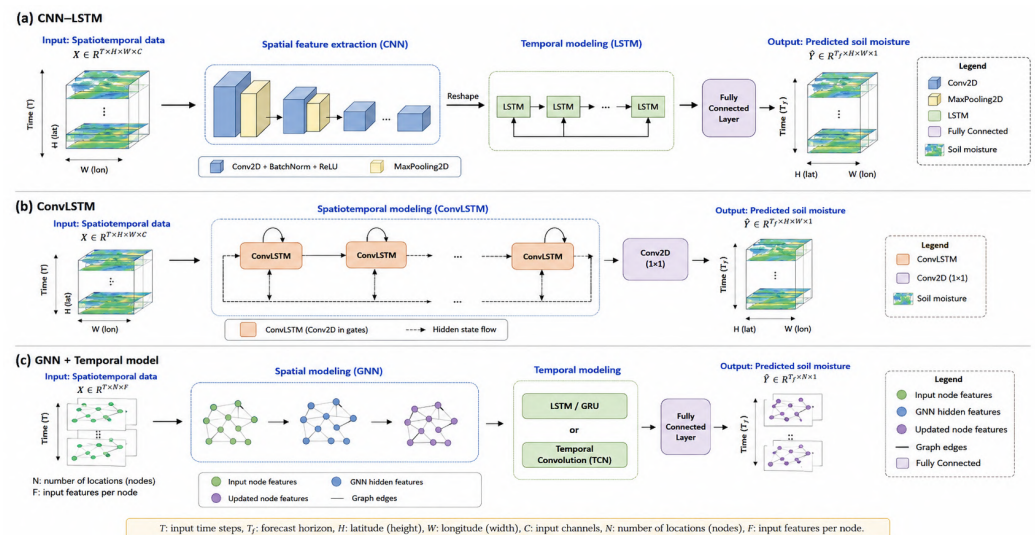 (a) CNN–LSTM
Input: Spatiotemporal data
X ∈ R^{T×H×W×C}
Time (T)
H (lat)
W (lon)
Spatial feature extraction (CNN)
Conv2D + BatchNorm + ReLU
MaxPooling2D
Reshape
Temporal modeling (LSTM)
LSTM
LSTM
...
LSTM
Fully
Connected
Layer
Output: Predicted soil moisture
Ŷ ∈ R^{T_f×H×W×1}
Time (T_f)
H (lat)
W (lon)
Legend
Conv2D
MaxPooling2D
LSTM
Fully Connected
Soil moisture
(b) ConvLSTM
Input: Spatiotemporal data
X ∈ R^{T×H×W×C}
Time (T)
H (lat)
W (lon)
Spatiotemporal modeling (ConvLSTM)
ConvLSTM
ConvLSTM
...
ConvLSTM
...
ConvLSTM (Conv2D in gates)
Hidden state flow
Conv2D
(1×1)
Output: Predicted soil moisture
Ŷ ∈ R^{T_f×H×W×1}
Time (T_f)
H (lat)
W (lon)
Legend
ConvLSTM
Conv2D (1×1)
Soil moisture
(c) GNN + Temporal model
Input: Spatiotemporal data
X ∈ R^{T×N×F}
Time (T)
N: number of locations (nodes)
F: input features per node
Spatial modeling (GNN)
Input node features
GNN hidden features
Updated node features
Graph edges
Temporal modeling
LSTM / GRU
or
Temporal
Convolution (TCN)
Fully
Connected
Layer
Output: Predicted soil moisture
Ŷ ∈ R^{T_f×N×1}
Time (T_f)
Legend
Input node features
GNN hidden features
Updated node features
Graph edges
Fully Connected
T: input time steps, T_f: forecast horizon, H: latitude (height), W: longitude (width), C: input channels, N: number of locations (nodes), F: input features per node.